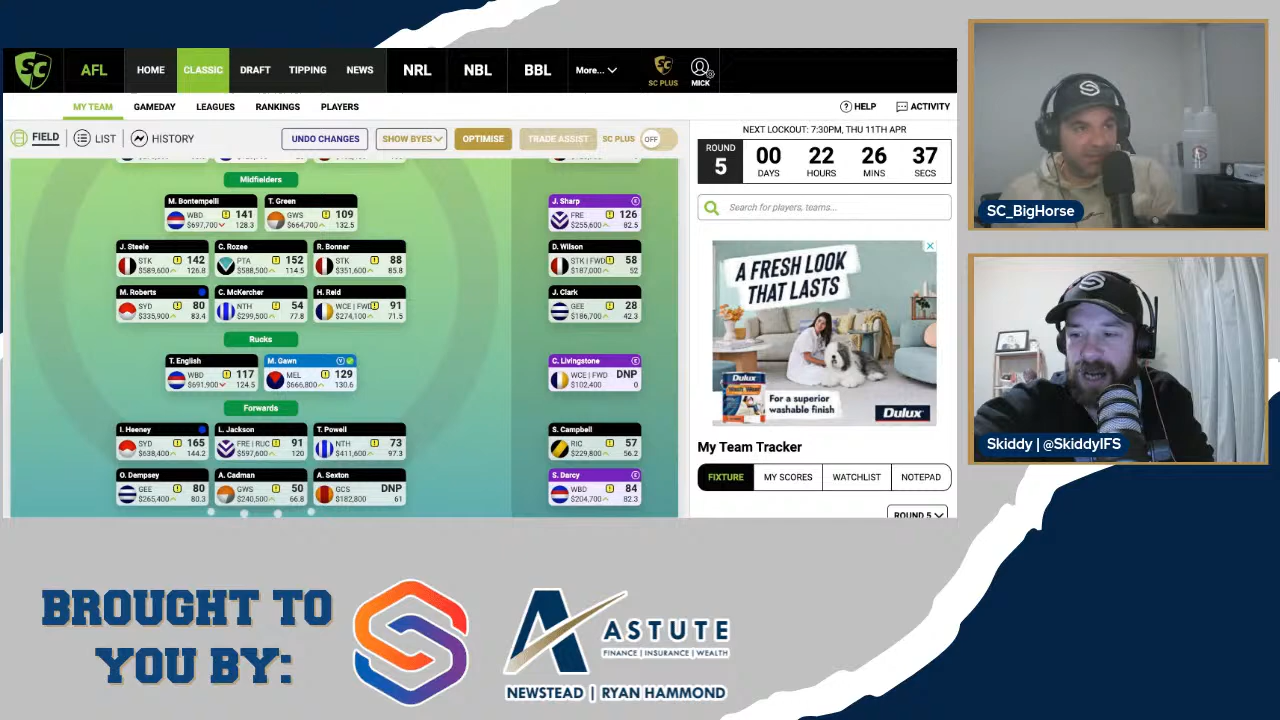 SC
AFL
HOME
CLASSIC
DRAFT
TIPPING
NEWS
NRL
NBL
BBL
More...
SC PLUS
MICK
MY TEAM
GAMEDAY
LEAGUES
RANKINGS
PLAYERS
HELP
ACTIVITY
FIELD
LIST
HISTORY
UNDO CHANGES
SHOW BYES
OPTIMISE
TRADE ASSIST
SC PLUS
OFF
NEXT LOCKOUT: 7:30PM, THU 11TH APR
ROUND
5
00
DAYS
22
HOURS
26
MINS
37
SECS
Search for players, teams...
Midfielders
M. Bontempelli
WBD 141
$697,700 128.3
T. Green
GWS 109
$664,700 132.5
J. Sharp
FRE 126
$255,600 82.5
J. Steele
STK 142
$589,600 126.8
C. Rozee
PTA 152
$588,500 114.5
R. Bonner
STK 88
$351,600 85.8
D. Wilson
STK | FWD 58
$187,000 52
M. Roberts
SYD 80
$335,900 83.4
C. McKercher
NTH 54
$299,500 77.8
H. Reid
WCE | FWD 91
$274,100 71.5
J. Clark
GEE 28
$186,700 42.3
Rucks
T. English
WBD 117
$691,900 124.5
M. Gawn
V
MEL 129
$666,800 130.6
C. Livingstone
E
WCE | FWD DNP
$102,400 0
Forwards
I. Heeney
SYD 165
$638,400 144.2
L. Jackson
FRE | RUC 91
$597,600 120
T. Powell
NTH 73
$411,600 97.3
S. Campbell
RIC 57
$229,800 56.2
O. Dempsey
GEE 80
$265,400 80.3
A. Cadman
GWS 50
$240,500 66.8
A. Sexton
GCS DNP
$182,800 61
S. Darcy
E
WBD 84
$204,700 82.3
A FRESH LOOK
THAT LASTS
Dulux
Wash & Wear
For a superior
washable finish
Dulux
My Team Tracker
FIXTURE
MY SCORES
WATCHLIST
NOTEPAD
ROUND 5
SC_BigHorse
Skiddy | @SkiddyIFS
BROUGHT TO
YOU BY:
ASTUTE
FINANCE | INSURANCE | WEALTH
NEWSTEAD | RYAN HAMMOND